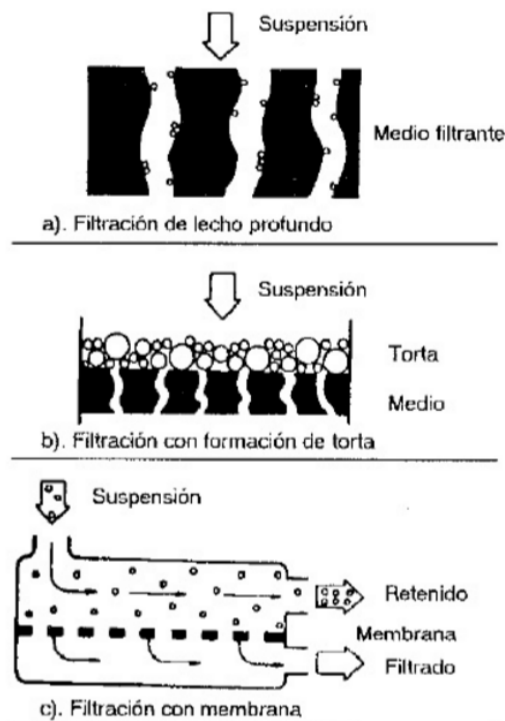 Suspensión
Medio filtrante
a). Filtración de lecho profundo
Suspensión
Torta
Medio
b). Filtración con formación de torta
Suspensión
Retenido
Membrana
Filtrado
c). Filtración con membrana